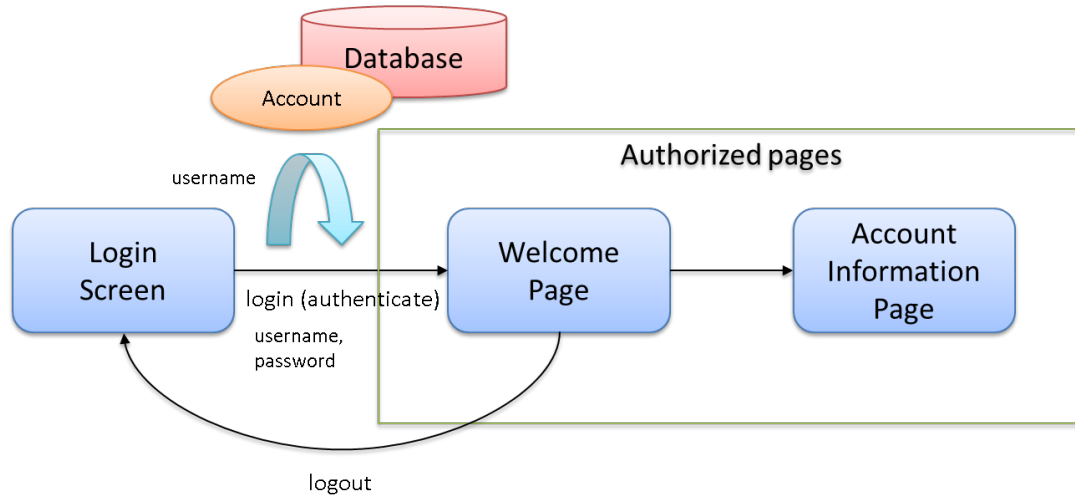 Database
Account
Authorized pages
username
Login
Screen
Welcome
Page
Account
Information
Page
login (authenticate)
username,
password
logout